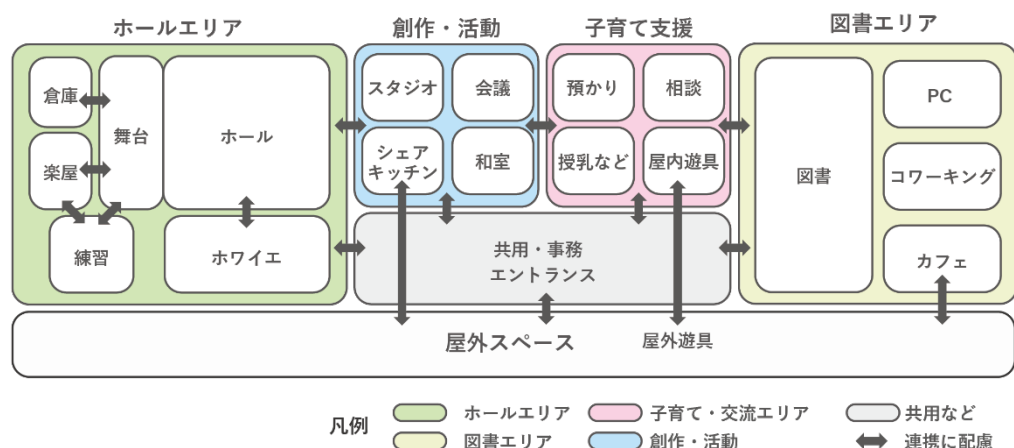 ホールエリア
創作・活動
子育て支援
図書エリア
倉庫
舞台
ホール
楽屋
練習
ホワイエ
スタジオ
会議
シェア
キッチン
和室
預かり
相談
授乳など
屋内遊具
図書
PC
コワーキング
カフェ
共用・事務
エントランス
屋外スペース
屋外遊具
凡例
ホールエリア
子育て・交流エリア
共用など
図書エリア
創作・活動
連携に配慮